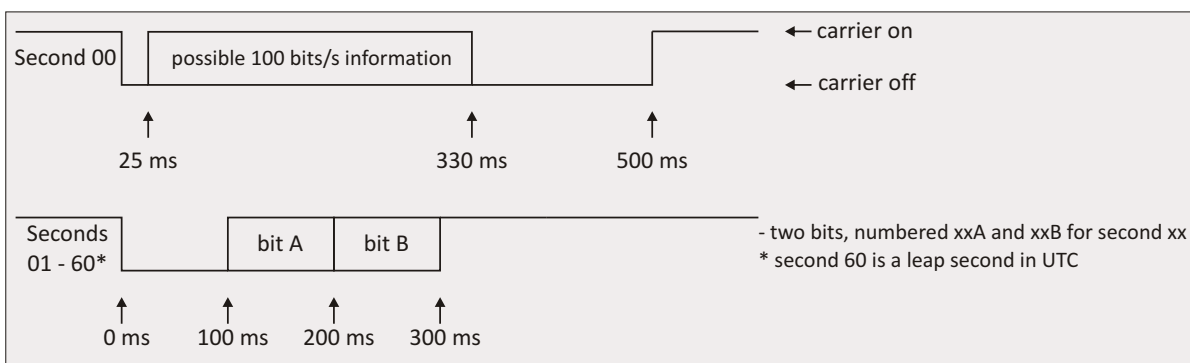 Second 00
possible 100 bits/s information
← carrier on
← carrier off
25 ms
330 ms
500 ms
Seconds
01 - 60*
bit A
bit B
- two bits, numbered xxA and xxB for second xx
* second 60 is a leap second in UTC
0 ms
100 ms
200 ms
300 ms